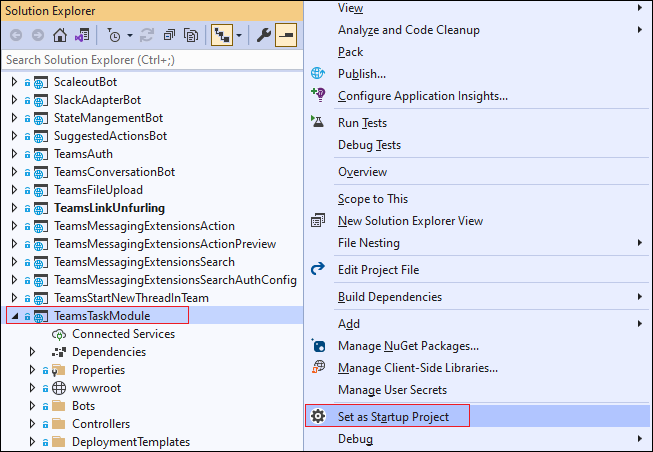 Solution Explorer
Search Solution Explorer (Ctrl+;)
ScaleoutBot
SlackAdapterBot
StateMangementBot
SuggestedActionsBot
TeamsAuth
TeamsConversationBot
TeamsFileUpload
TeamsLinkUnfurling
TeamsMessagingExtensionsAction
TeamsMessagingExtensionsActionPreview
TeamsMessagingExtensionsSearch
TeamsMessagingExtensionsSearchAuthConfig
TeamsStartNewThreadInTeam
TeamsTaskModule
Connected Services
Dependencies
Properties
wwwroot
Bots
Controllers
DeploymentTemplates
View
Analyze and Code Cleanup
Pack
Publish...
Configure Application Insights...
Run Tests
Debug Tests
Overview
Scope to This
New Solution Explorer View
File Nesting
Edit Project File
Build Dependencies
Add
Manage NuGet Packages...
Manage Client-Side Libraries...
Manage User Secrets
Set as Startup Project
Debug